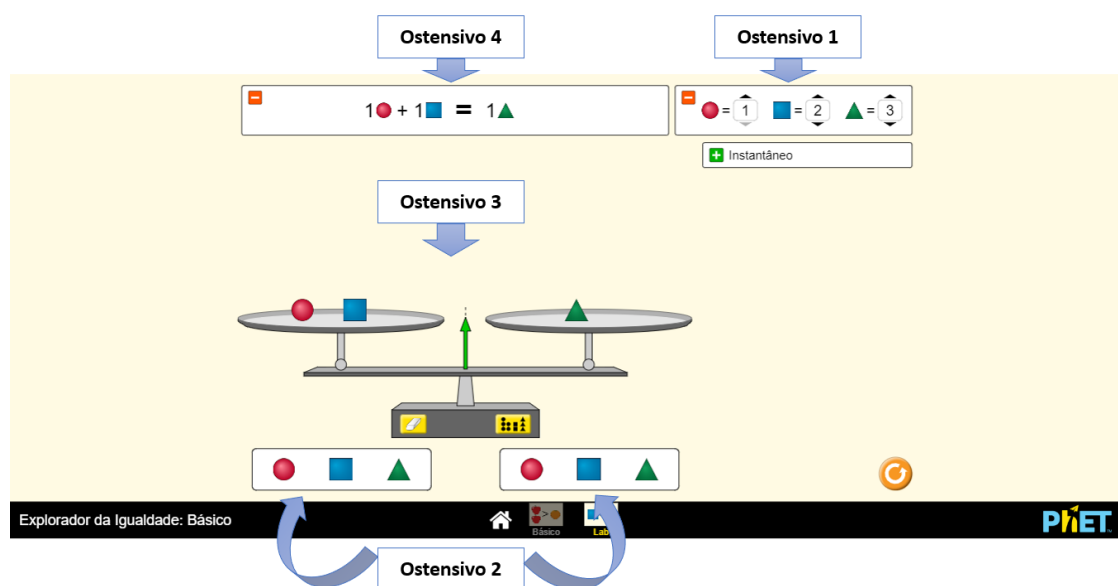 Ostensivo 4
Ostensivo 1
1 + 1 = 1
= 1 = 2 = 3
Instantâneo
Ostensivo 3
Explorador da Igualdade: Básico
Básico
Lab
PhET
Ostensivo 2